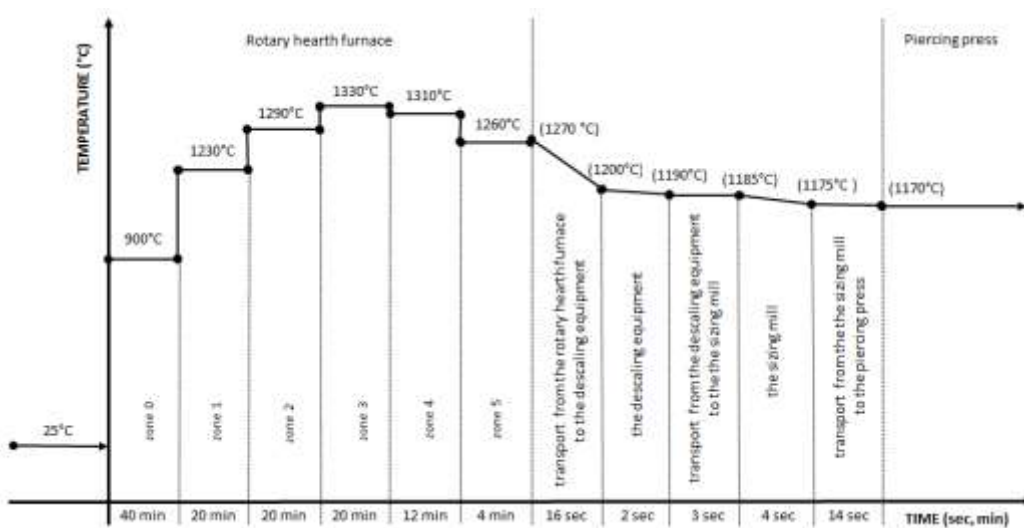 Rotary hearth furnace
Piercing press
TEMPERATURE (°C)
1330°C
1310°C
1290°C
1260°C
(1270 °C)
1230°C
(1200°C)
(1190°C)
(1185°C)
(1175°C )
(1170°C)
900°C
25°C
zone 0
zone 1
zone 2
zone 3
zone 4
zone 5
transport from the rotary hearth furnace
to the descaling equipment
the descaling equipment
transport from the descaling equipment
to the the sizing mill
the sizing mill
transport from the the sizing mill
to the piercing press
40 min
20 min
20 min
20 min
12 min
4 min
16 sec
2 sec
3 sec
4 sec
14 sec
TIME (sec, min)